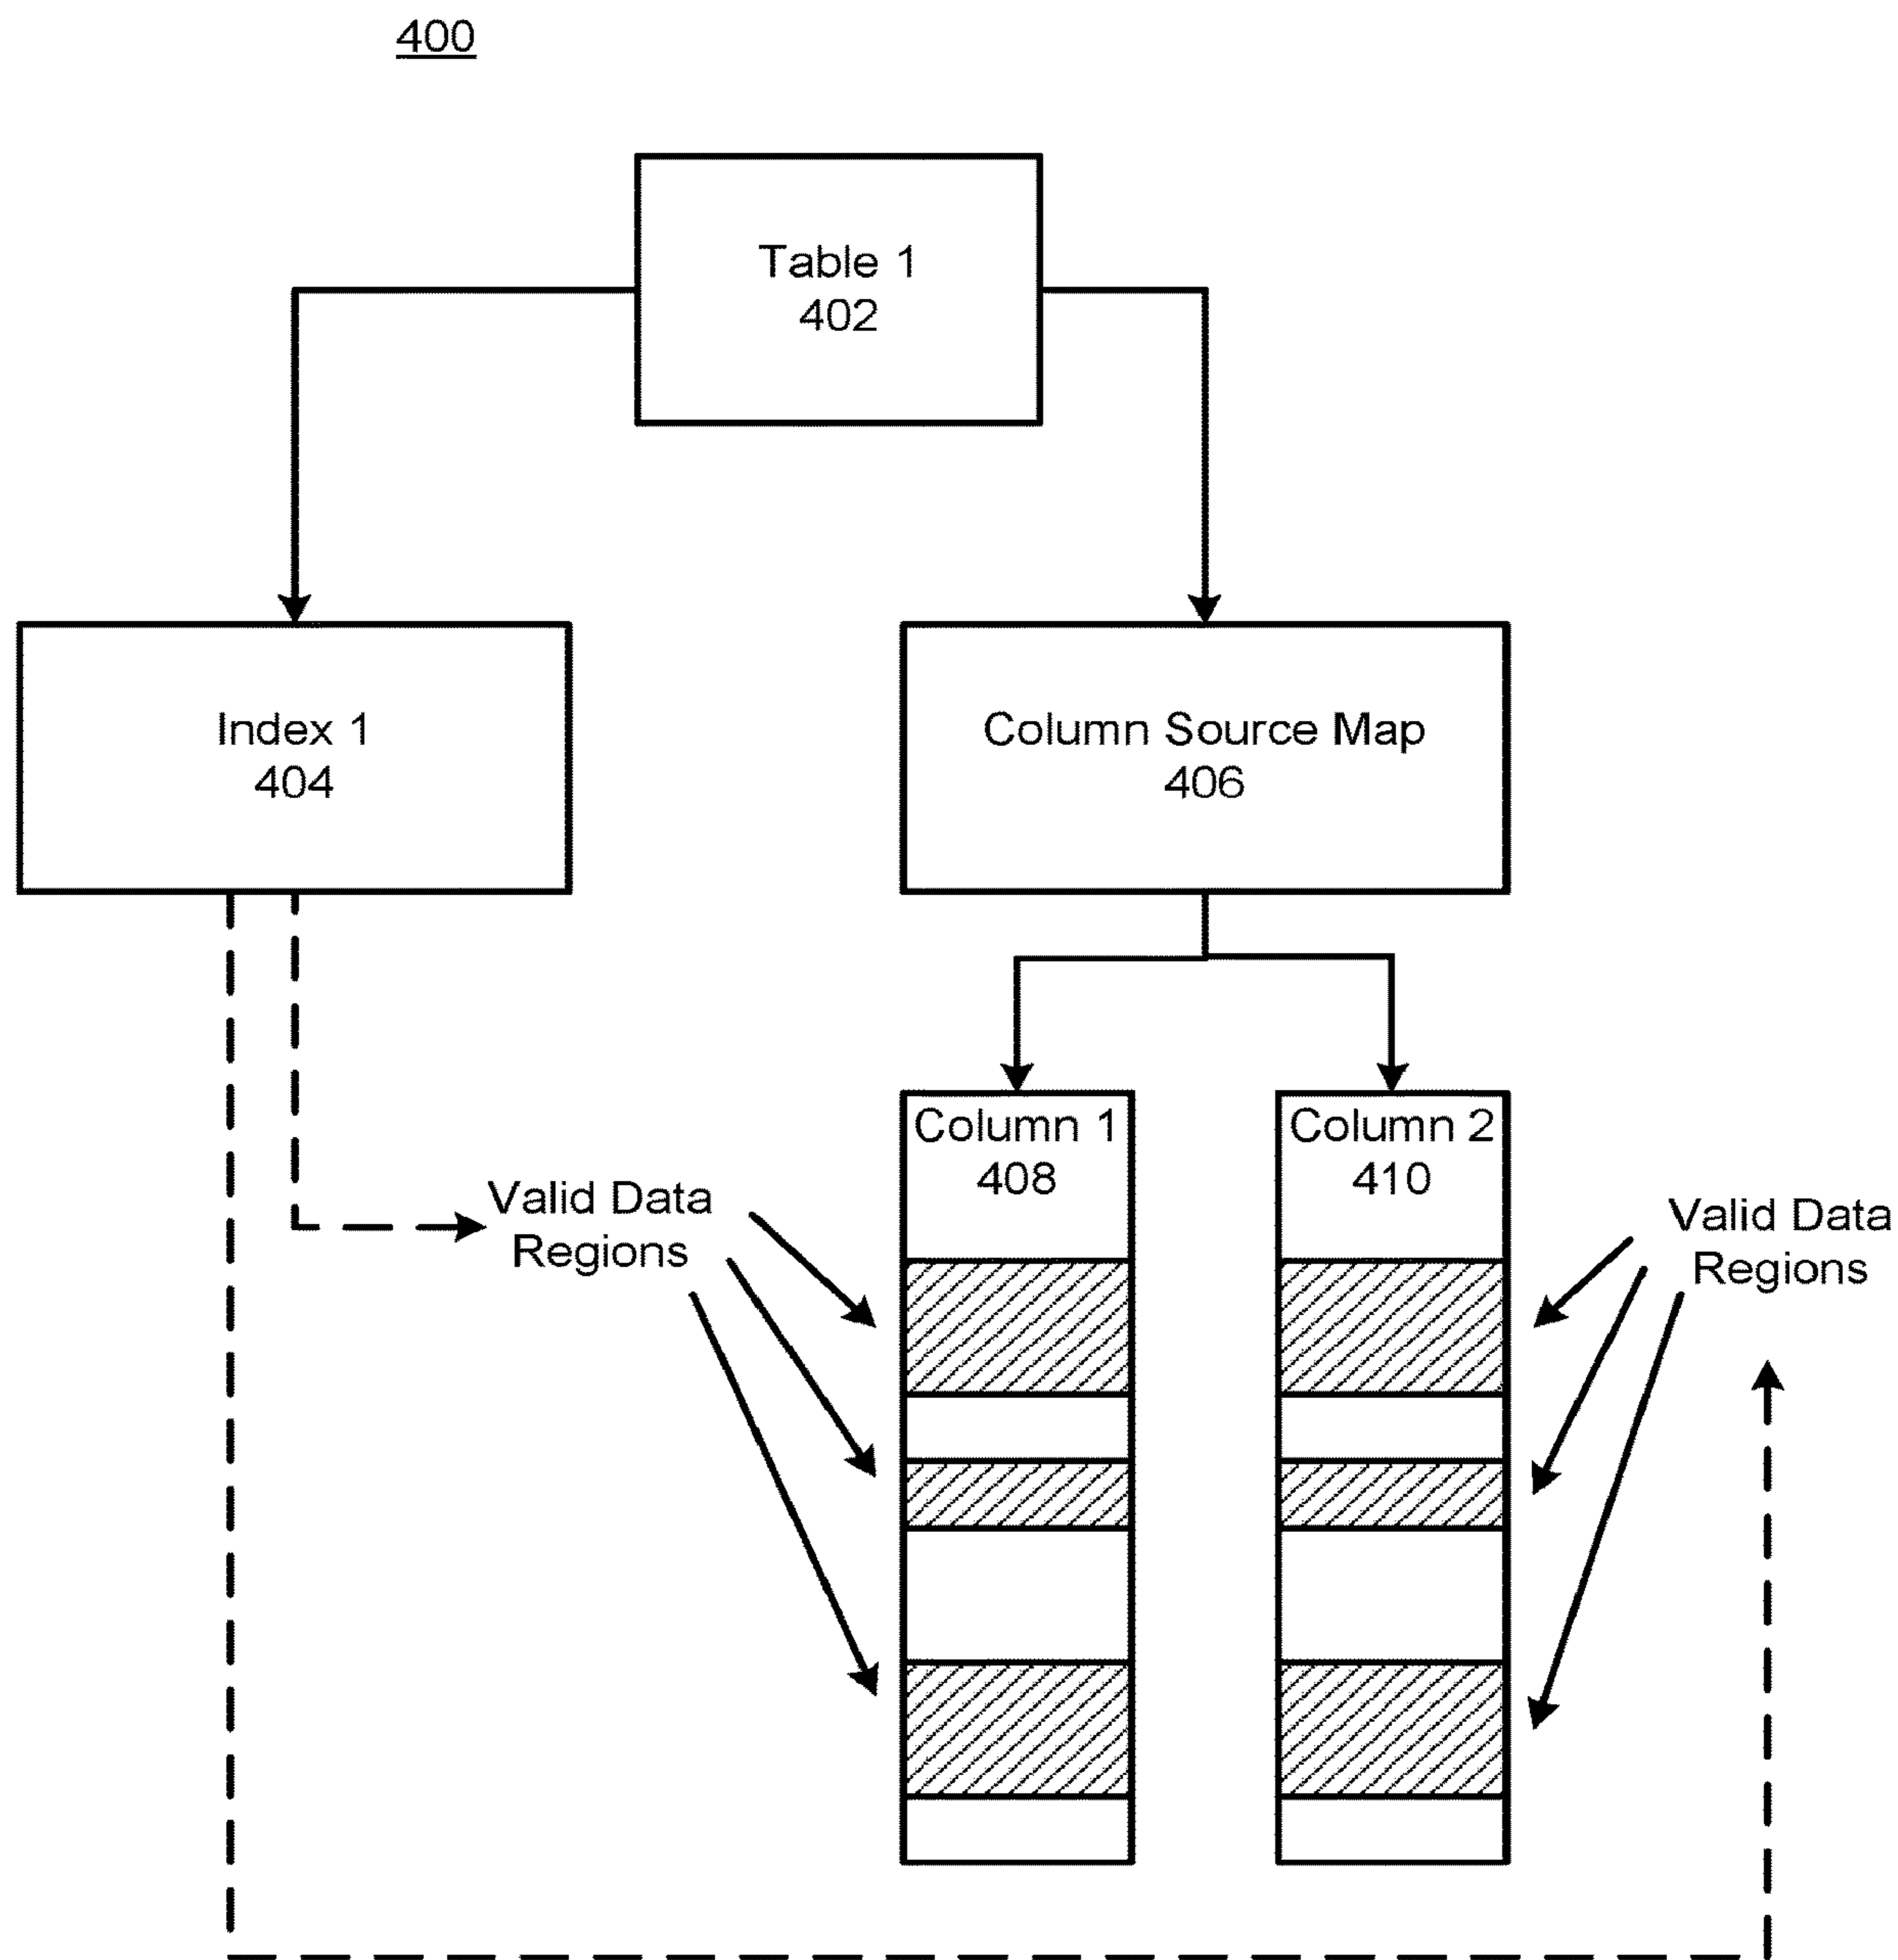 400
Table 1
402
Index 1
404
Column Source Map
406
Column 1
408
Column 2
410
Valid Data
Regions
Valid Data
Regions